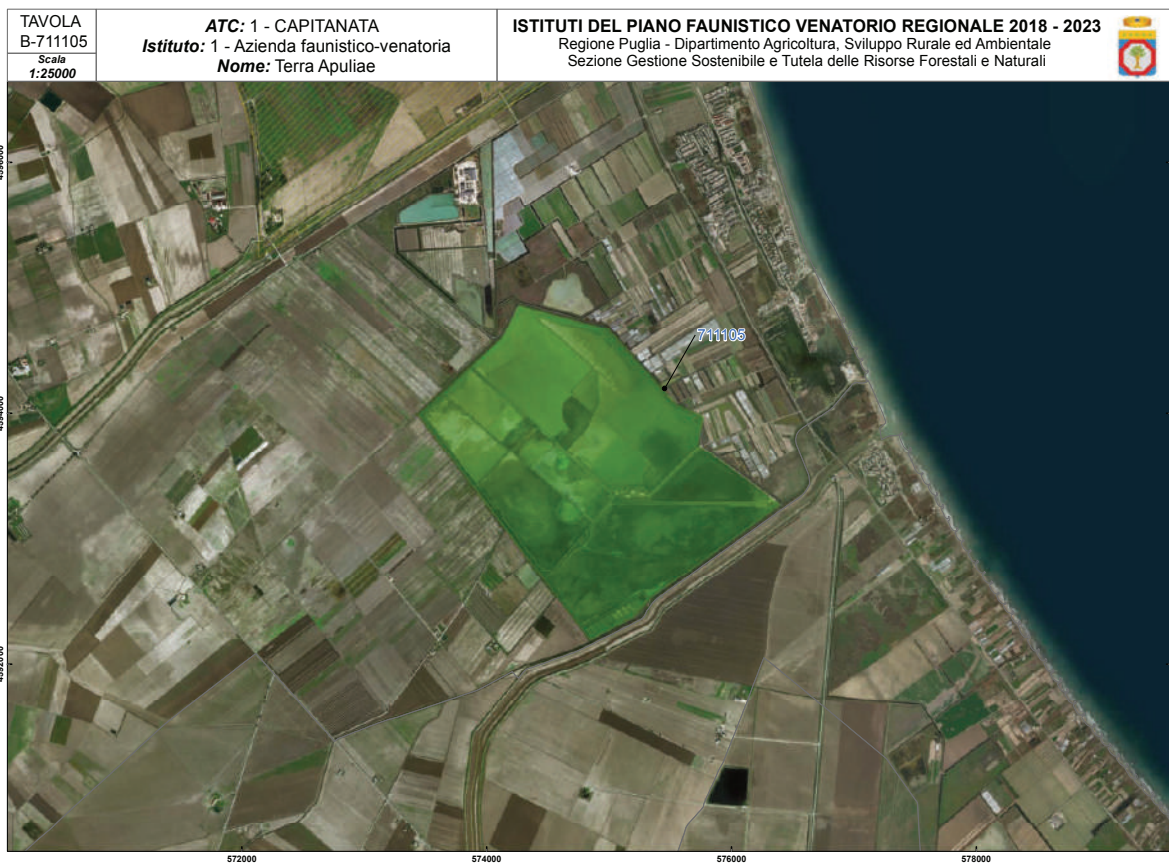 TAVOLA
B-711105
Scala
1:25000
ATC: 1 - CAPITANATA
Istituto: 1 - Azienda faunistico-venatoria
Nome: Terra Apuliae
ISTITUTI DEL PIANO FAUNISTICO VENATORIO REGIONALE 2018 - 2023
Regione Puglia - Dipartimento Agricoltura, Sviluppo Rurale ed Ambientale
Sezione Gestione Sostenibile e Tutela delle Risorse Forestali e Naturali
711105
4594000
4592000
572000
574000
576000
578000